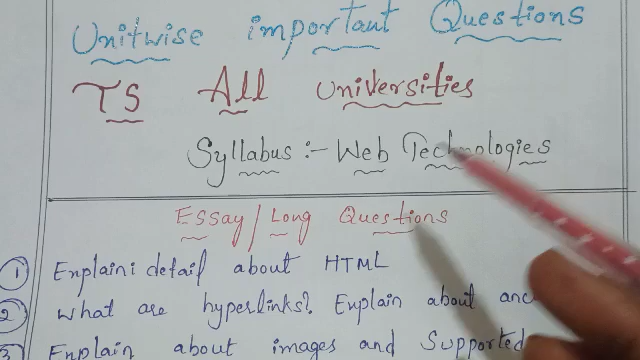 Unitwise important Questions
TS All Universities
Syllabus :- Web Technologies
Essay / Long Questions
① Explain i detail about HTML
② What are hyperlinks? Explain about anc
③ Explain about images and Supported